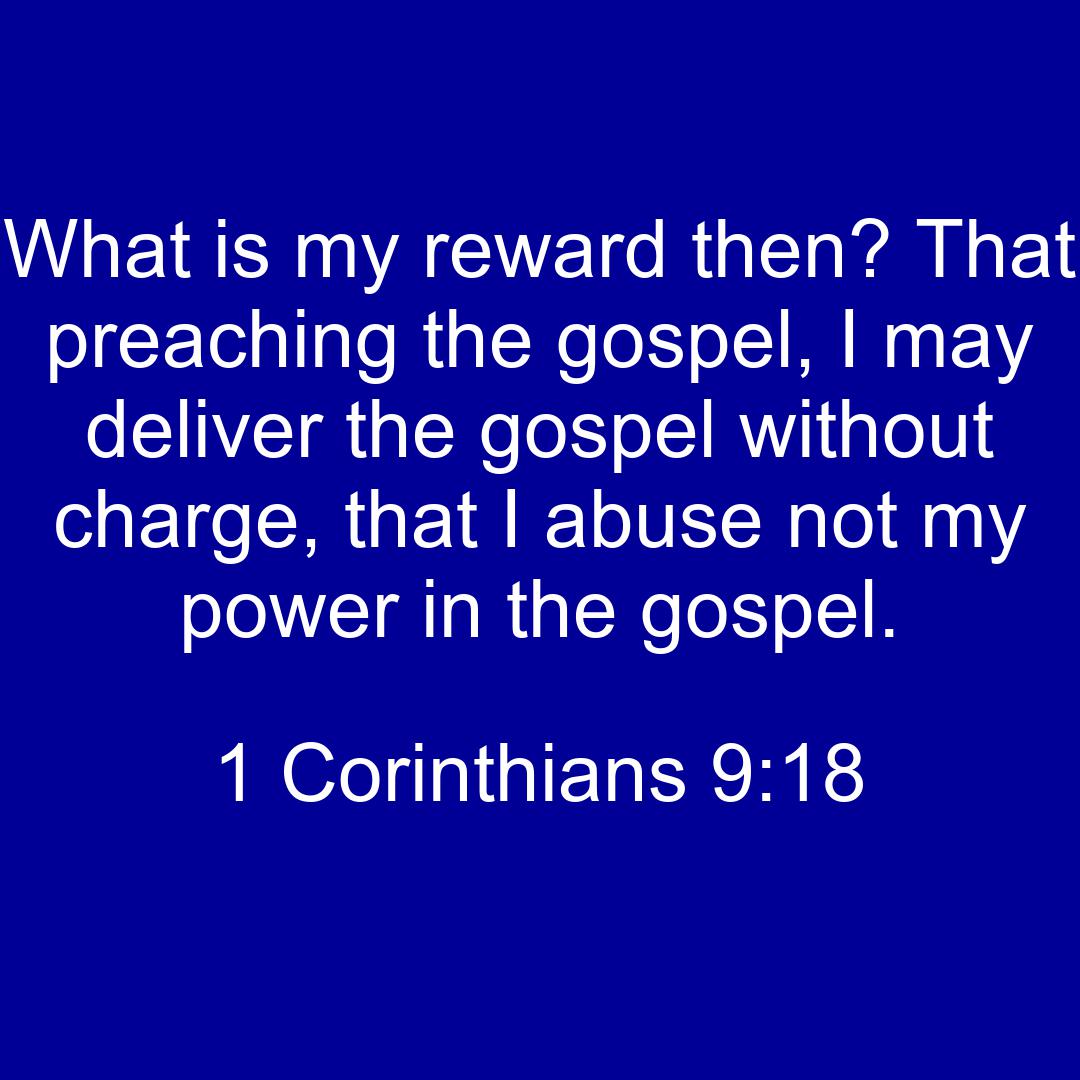 What is my reward then? That
preaching the gospel, I may
deliver the gospel without
charge, that I abuse not my
power in the gospel.
1 Corinthians 9:18